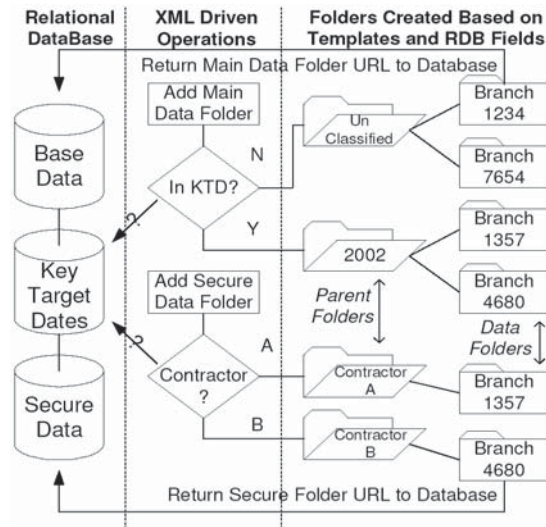 Relational
DataBase
XML Driven
Operations
Folders Created Based on
Templates and RDB Fields
Return Main Data Folder URL to Database
Base
Data
Key
Target
Dates
Secure
Data
Add Main
Data Folder
In KTD?
N
Y
?
Add Secure
Data Folder
Contractor
?
A
B
?
Un
Classified
2002
Parent
Folders
Contractor
A
Contractor
B
Branch
1234
Branch
7654
Branch
1357
Branch
4680
Data
Folders
Branch
1357
Branch
4680
Return Secure Folder URL to Database